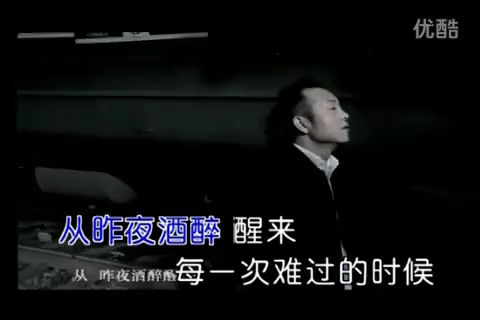 优酷
从昨夜酒醉 醒来
从 昨夜酒醉醒
每一次难过的时候